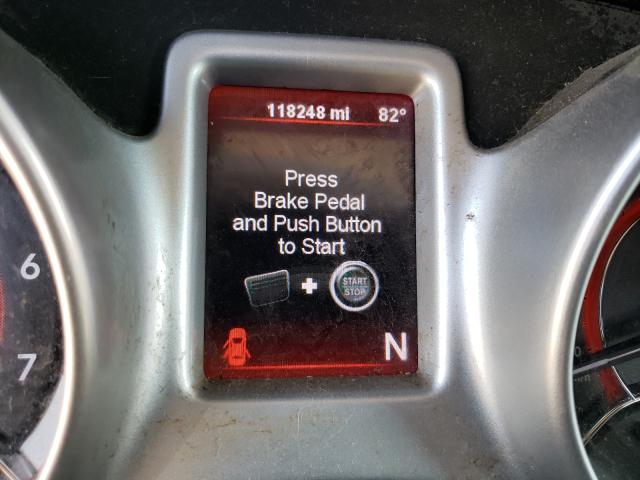 118248 mi 82°
Press
Brake Pedal
and Push Button
to Start
START
STOP
N
6
7